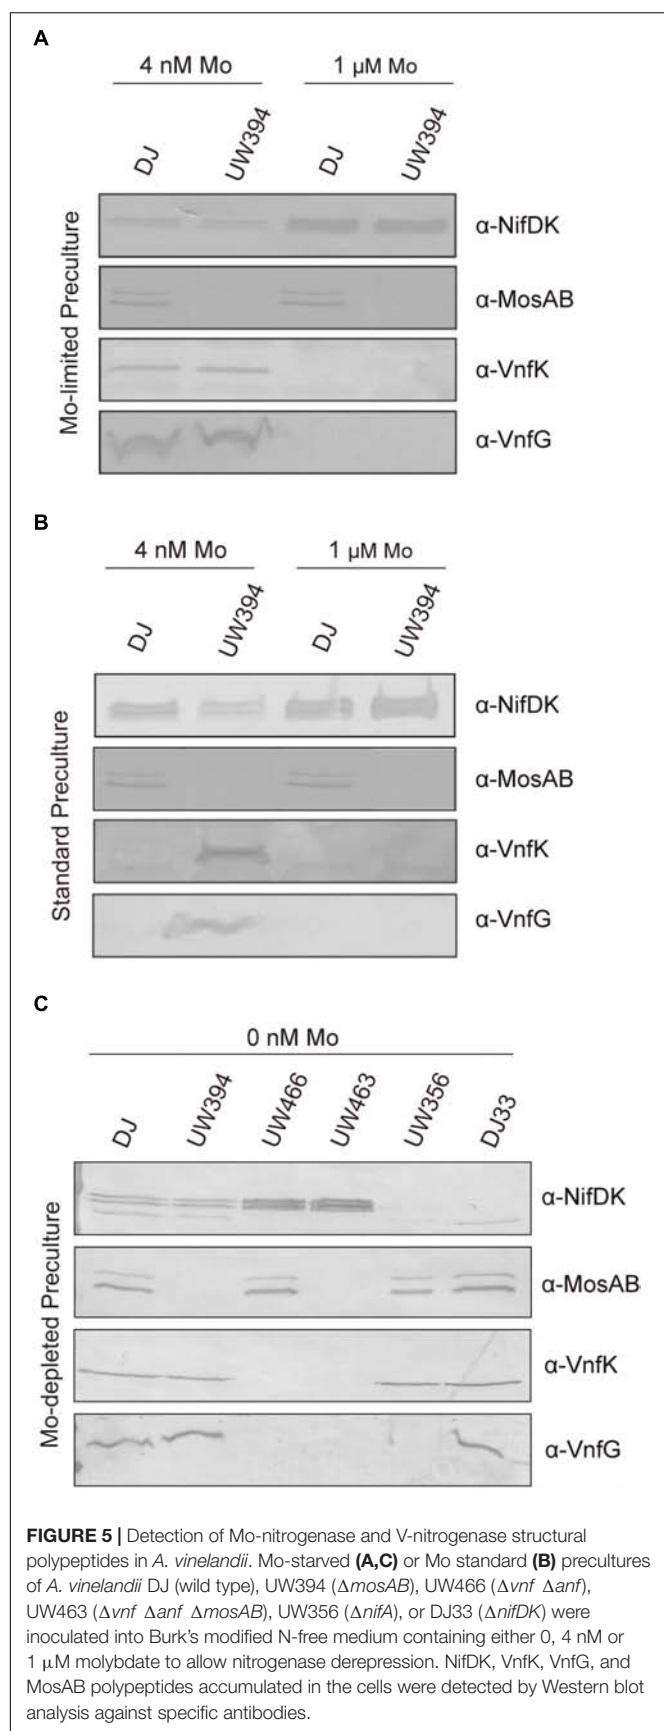 A
4 nM Mo 1 µM Mo
DJ UW394 DJ UW394
Mo-limited Preculture
α-NifDK
α-MosAB
α-VnfK
α-VnfG
B
4 nM Mo 1 µM Mo
DJ UW394 DJ UW394
Standard Preculture
α-NifDK
α-MosAB
α-VnfK
α-VnfG
C
0 nM Mo
DJ UW394 UW466 UW463 UW356 DJ33
Mo-depleted Preculture
α-NifDK
α-MosAB
α-VnfK
α-VnfG
FIGURE 5 | Detection of Mo-nitrogenase and V-nitrogenase structural
polypeptides in A. vinelandii. Mo-starved (A,C) or Mo standard (B) precultures
of A. vinelandii DJ (wild type), UW394 (ΔmosAB), UW466 (Δvnf Δanf),
UW463 (Δvnf Δanf ΔmosAB), UW356 (ΔnifA), or DJ33 (ΔnifDK) were
inoculated into Burk's modified N-free medium containing either 0, 4 nM or
1 µM molybdate to allow nitrogenase derepression. NifDK, VnfK, VnfG, and
MosAB polypeptides accumulated in the cells were detected by Western blot
analysis against specific antibodies.